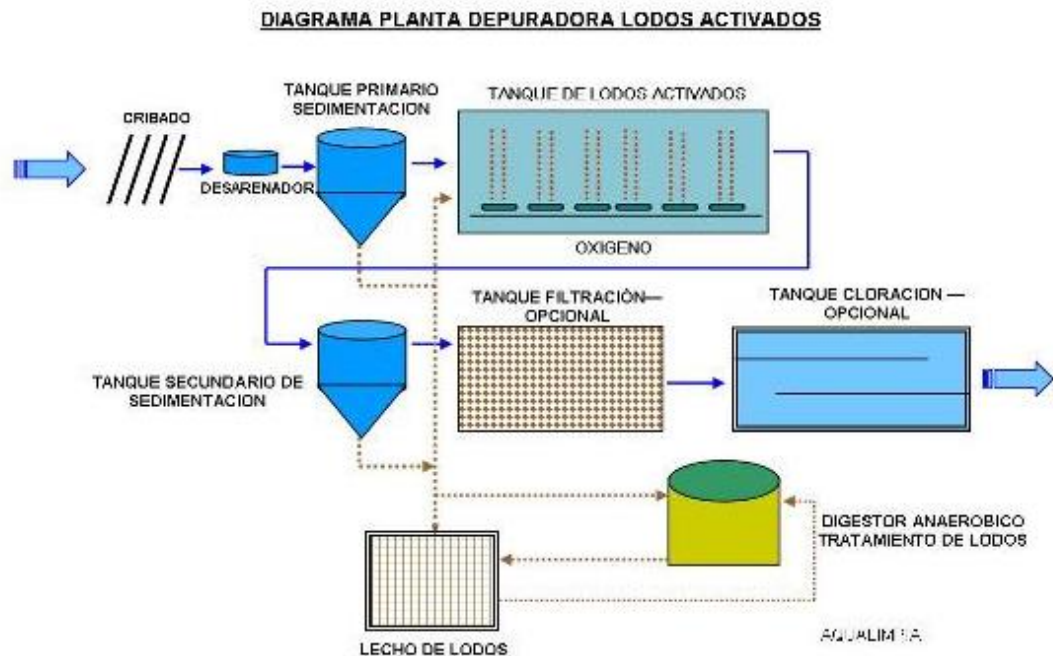 DIAGRAMA PLANTA DEPURADORA LODOS ACTIVADOS
TANQUE PRIMARIO
SEDIMENTACION
TANQUE DE LODOS ACTIVADOS
CRIBADO
DESARENADOR
OXIGENO
TANQUE FILTRACIÒN—
OPCIONAL
TANQUE CLORACION —
OPCIONAL
TANQUE SECUNDARIO DE
SEDIMENTACION
DIGESTOR ANAEROBICO
TRATAMIENTO DE LODOS
LECHO DE LODOS